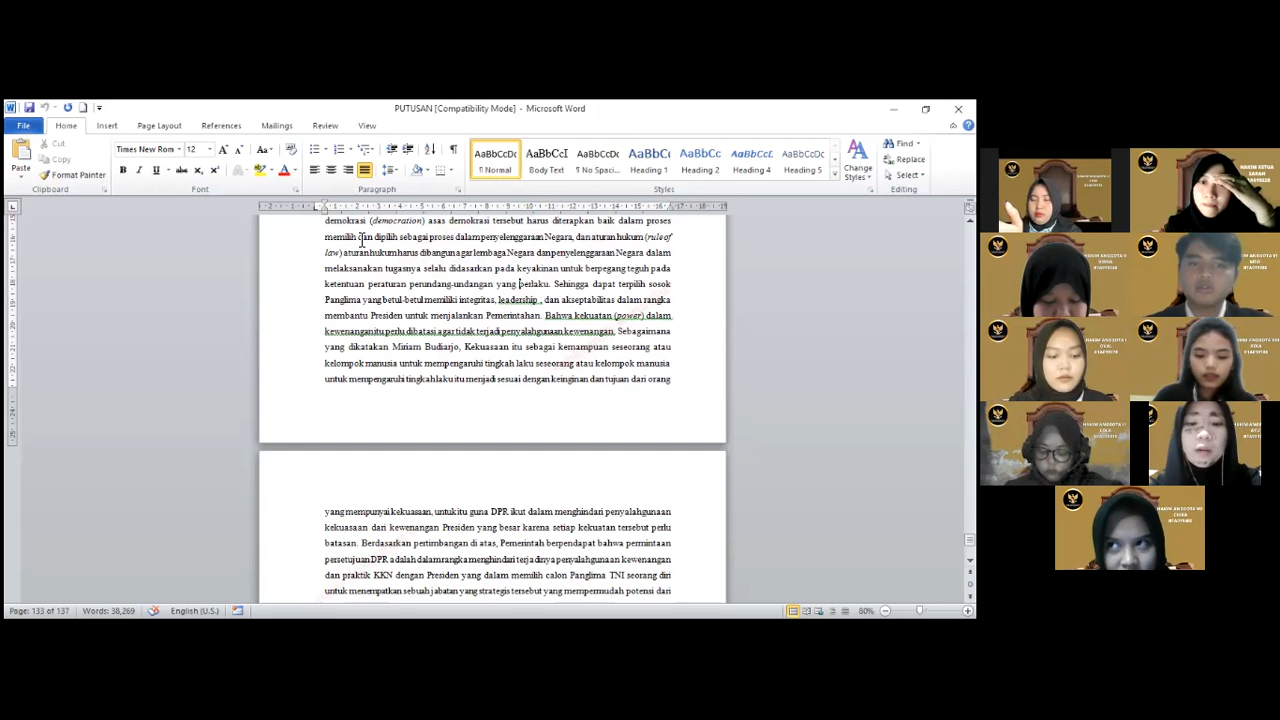 PUTUSAN [Compatibility Mode] - Microsoft Word
File Home Insert Page Layout References Mailings Review View
Paste
Cut
Copy
Format Painter
Clipboard
Times New Rom 12
Font
Paragraph
AaBbCcDc AaBbCcI AaBbCcDc AaBbC AaBbCc AaBbCcL AaBbCcDc
¶ Normal Body Text ¶ No Spaci... Heading 1 Heading 2 Heading 4 Heading 5
Change Styles
Styles
Find
Replace
Select
Editing
demokrasi (democration) asas demokrasi tersebut harus diterapkan baik dalam proses
memilih dan dipilih sebagai proses dalam penyelenggaraan Negara, dan aturan hukum (rule of
law) aturan hukum harus dibangun agar lembaga Negara dan penyelenggaraan Negara dalam
melaksanakan tugasnya selalu didasarkan pada keyakinan untuk berpegang teguh pada
ketentuan peraturan perundang-undangan yang berlaku. Sehingga dapat terpilih sosok
Panglima yang betul-betul memiliki integritas, leadership , dan akseptabilitas dalam rangka
membantu Presiden untuk menjalankan Pemerintahan. Bahwa kekuatan (power) dalam
kewenangan itu perlu dibatasi agar tidak terjadi penyalahgunaan kewenangan. Sebagaimana
yang dikatakan Miriam Budiarjo, Kekuasaan itu sebagai kemampuan seseorang atau
kelompok manusia untuk mempengaruhi tingkah laku seseorang atau kelompok manusia
untuk mempengaruhi tingkah laku itu menjadi sesuai dengan keinginan dan tujuan dari orang
yang mempunyai kekuasaan, untuk itu guna DPR ikut dalam menghindari penyalahgunaan
kekuasaan dari kewenangan Presiden yang besar karena setiap kekuatan tersebut perlu
batasan. Berdasarkan pertimbangan di atas, Pemerintah berpendapat bahwa permintaan
persetujuan DPR adalah dalam rangka menghindari terjadinya penyalahgunaan kewenangan
dan praktik KKN dengan Presiden yang dalam memilih calon Panglima TNI seorang diri
untuk menempatkan sebuah jabatan yang strategis tersebut yang mempermudah potensi dari
Page: 133 of 137 Words: 38,269 English (U.S.) 80%
HAKIM KETUA
SARAH